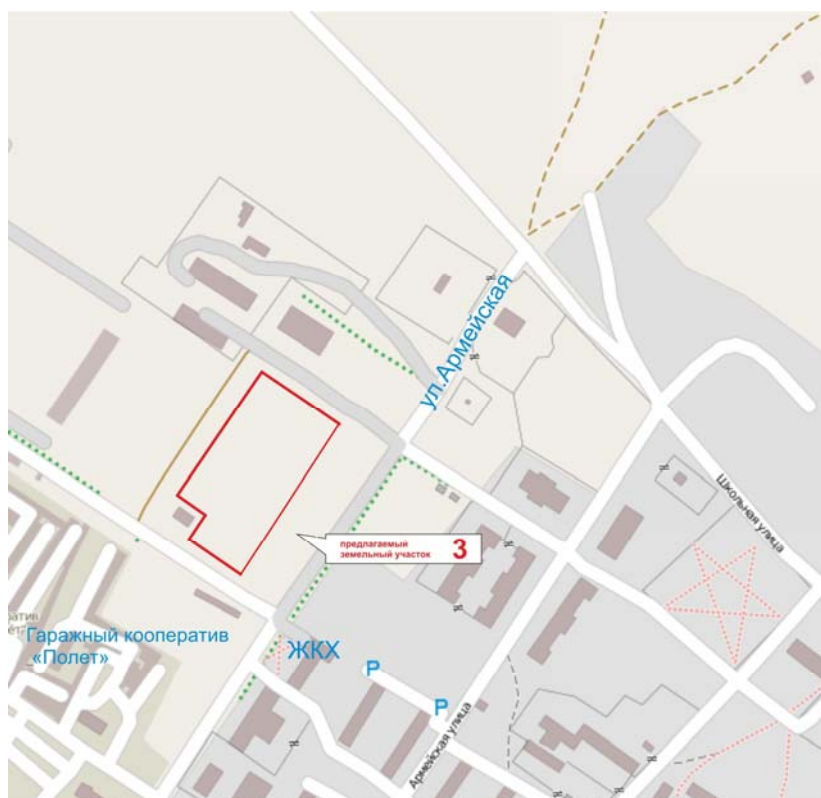 ул.Армейская
Школьная улица
предлагаемый
земельный участок
3
Гаражный кооператив
«Полет»
ЖКХ
P
P
Армейская улица